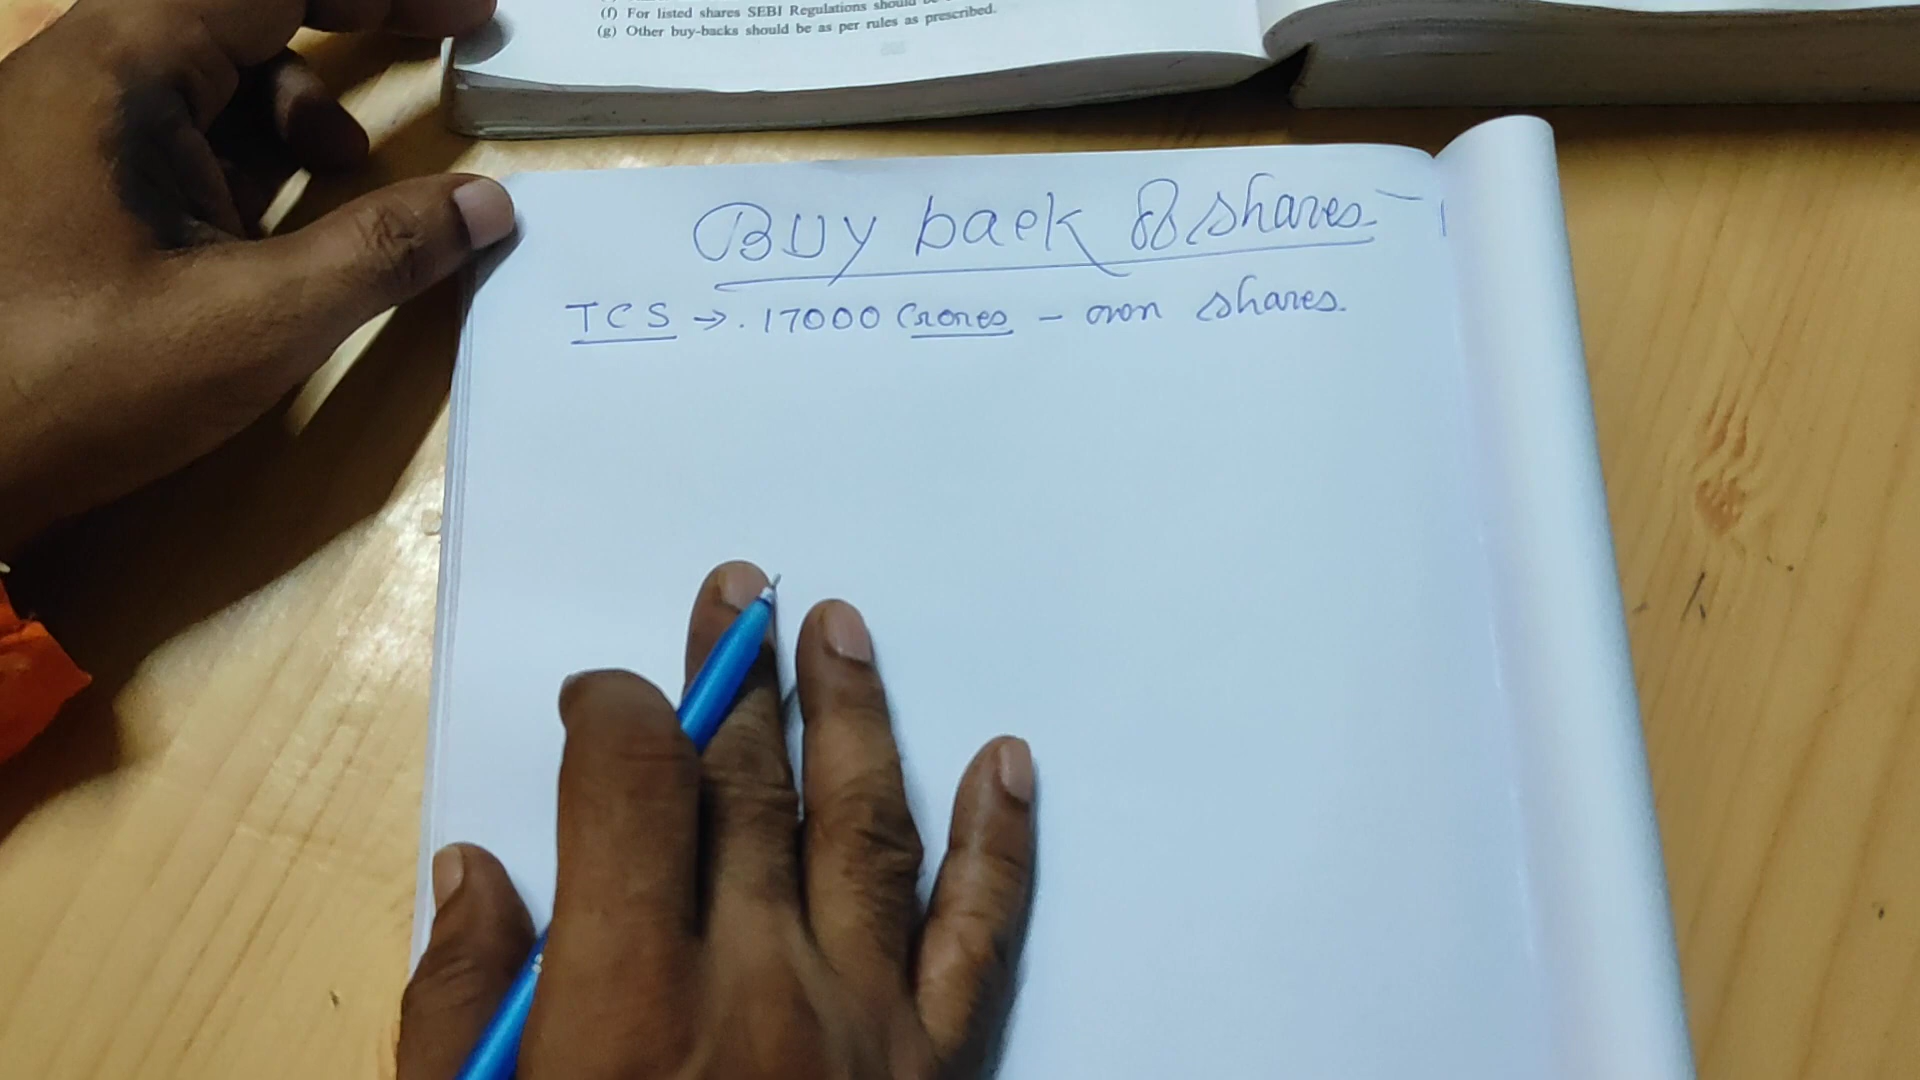 (f) For listed shares SEBI Regulations should
(g) Other buy-backs should be as per rules as prescribed.
Buy back of shares -
TCS → . 17000 Crores - own shares.